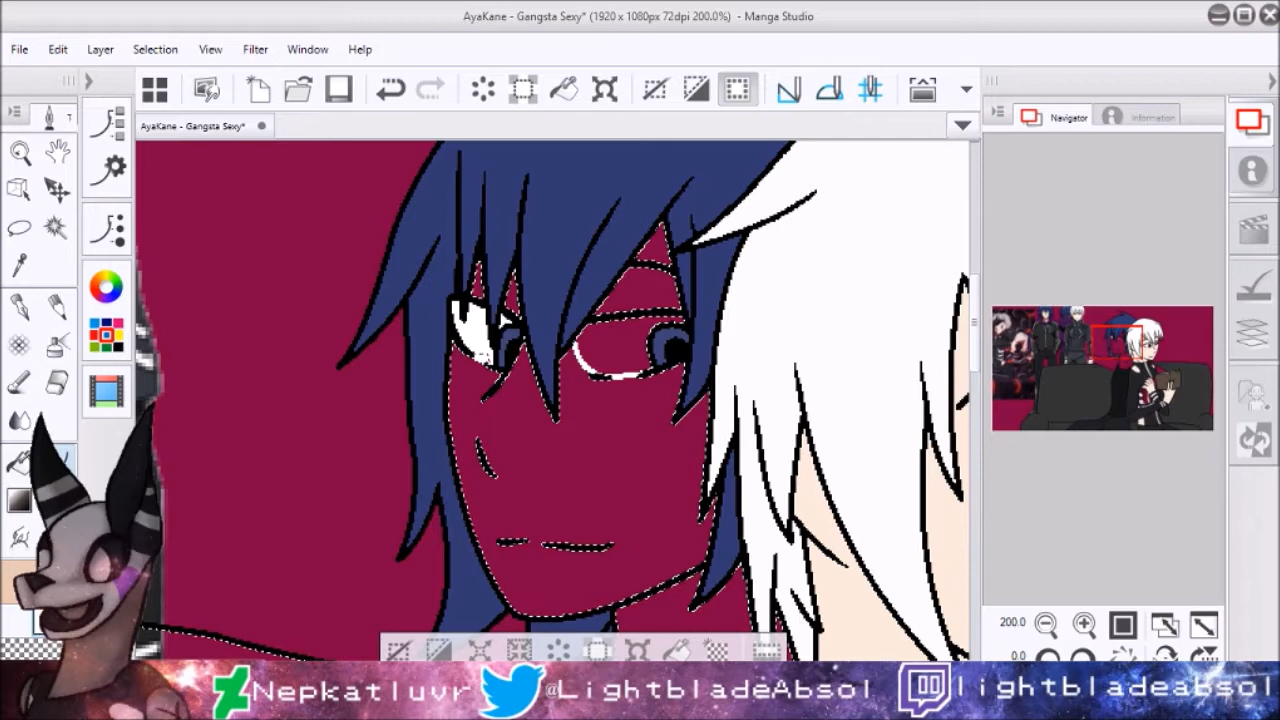 AyaKane - Gangsta Sexy* (1920 x 1080px 72dpi 200.0%) - Manga Studio
File Edit Layer Selection View Filter Window Help
AyaKane - Gangsta Sexy*
Navigator Information
T
200.0
0.0
Nepkatluvr @LightbladeAbsol lightbladeabsol